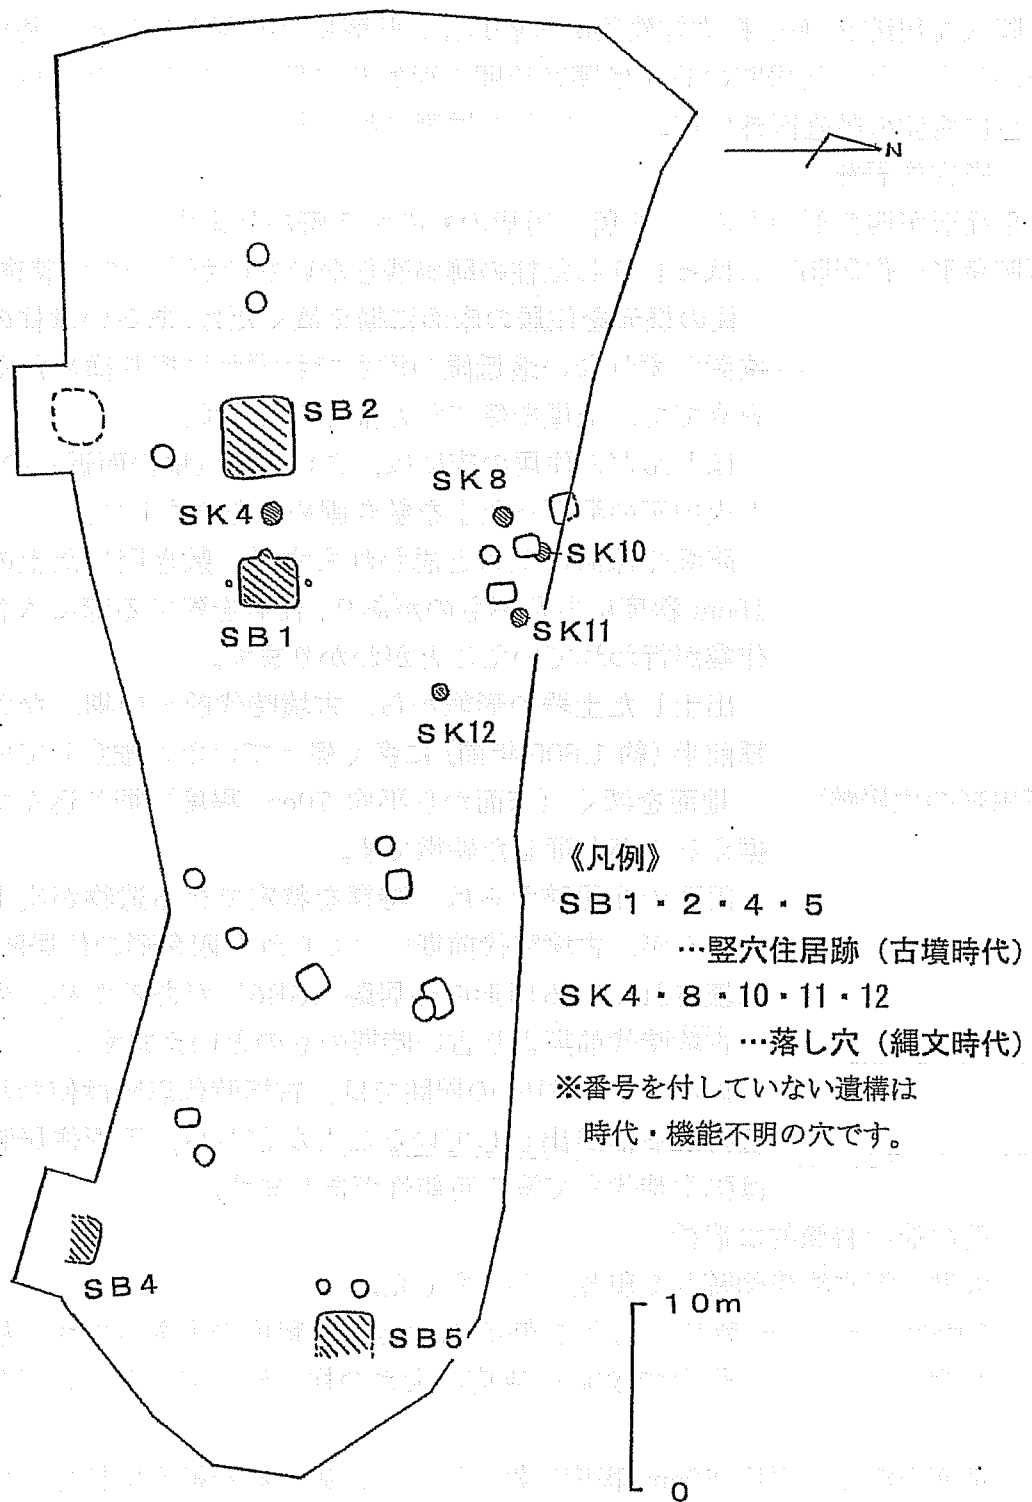 N
SB2
SK8
SK4
SK10
SB1
SK11
SK12
《凡例》
SB1・2・4・5
…竪穴住居跡（古墳時代）
SK4・8・10・11・12
…落し穴（縄文時代）
※番号を付していない遺構は
時代・機能不明の穴です。
SB4
SB5
10m
0